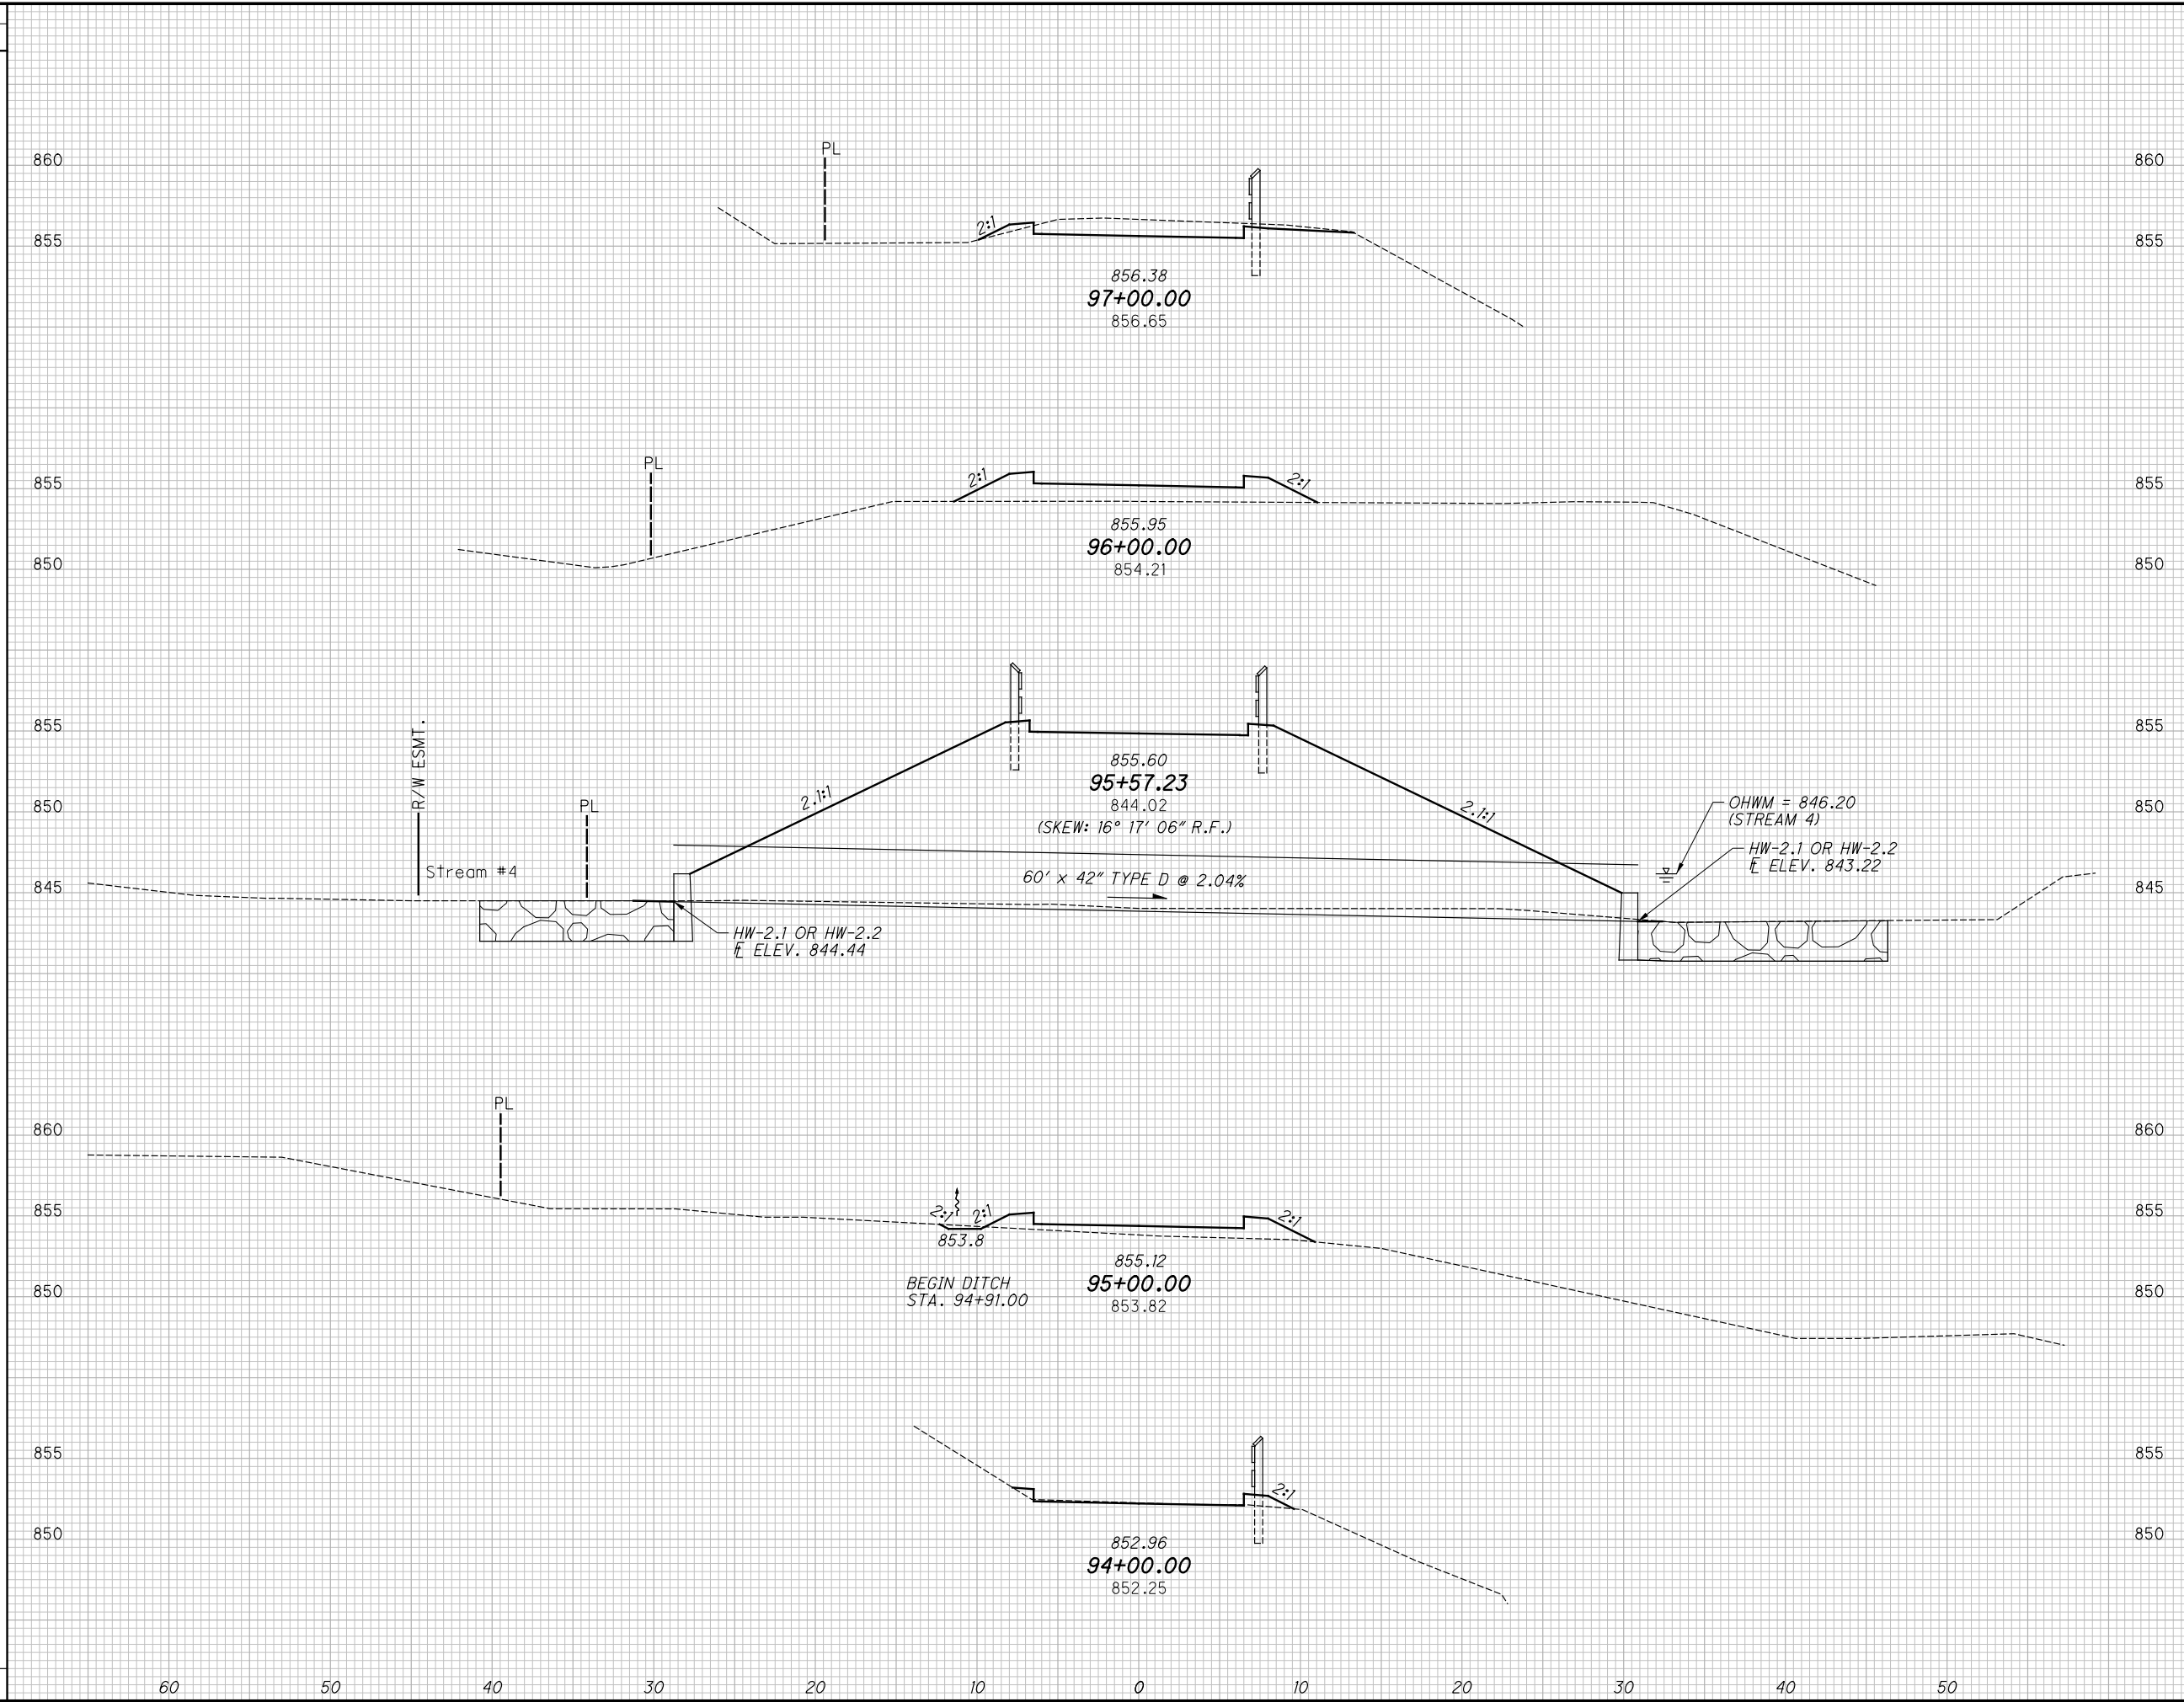 PL
860
860
2:1
855
855
856.38
97+00.00
856.65
PL
855
2:1
2:1
855
855.95
96+00.00
854.21
850
850
855
855
R/W ESMT.
855.60
95+57.23
844.02
(SKEW: 16° 17' 06" R.F.)
850
PL
2.1:1
2.1:1
OHWM = 846.20
(STREAM 4)
850
HW-2.1 OR HW-2.2
℄ ELEV. 843.22
Stream #4
845
60' x 42" TYPE D @ 2.04%
845
HW-2.1 OR HW-2.2
℄ ELEV. 844.44
PL
860
860
855
2:1
2:1
2:1
855
853.8
855.12
95+00.00
853.82
BEGIN DITCH
STA. 94+91.00
850
850
855
855
2:1
850
850
852.96
94+00.00
852.25
60 50 40 30 20 10 0 10 20 30 40 50